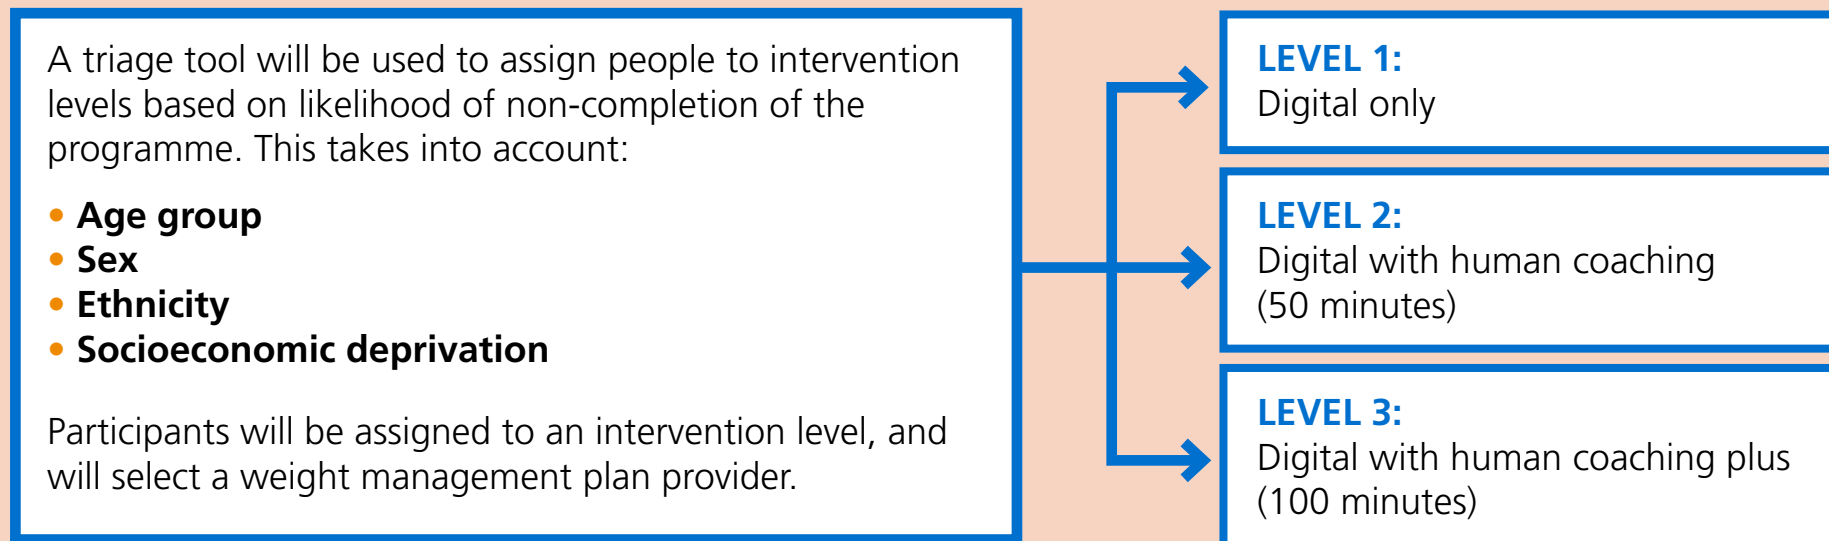 A triage tool will be used to assign people to intervention
levels based on likelihood of non-completion of the
programme. This takes into account:
• Age group
• Sex
• Ethnicity
• Socioeconomic deprivation
Participants will be assigned to an intervention level, and
will select a weight management plan provider.
LEVEL 1:
Digital only
LEVEL 2:
Digital with human coaching
(50 minutes)
LEVEL 3:
Digital with human coaching plus
(100 minutes)